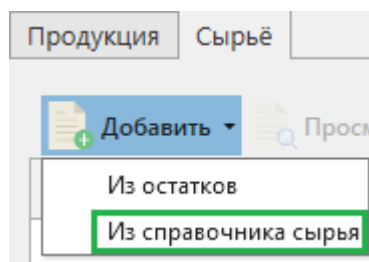 Продукция Сырьё
Добавить
Из остатков
Из справочника сырья